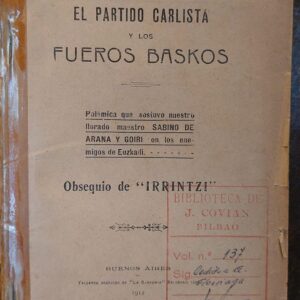 EL PARTIDO CARLISTA
Y LOS
FUEROS BASKOS
Polémica que sostuvo nuestro
llorado maestro SABINO DE
ARANA Y GOIRI con los ene-
migos de Euzkadi.
Obsequio de "IRRINTZI"
BIBLIOTECA DE
J. COVIAN
BILBAO
Vol. n.º 137
Sig.
BUENOS AIRES
1912